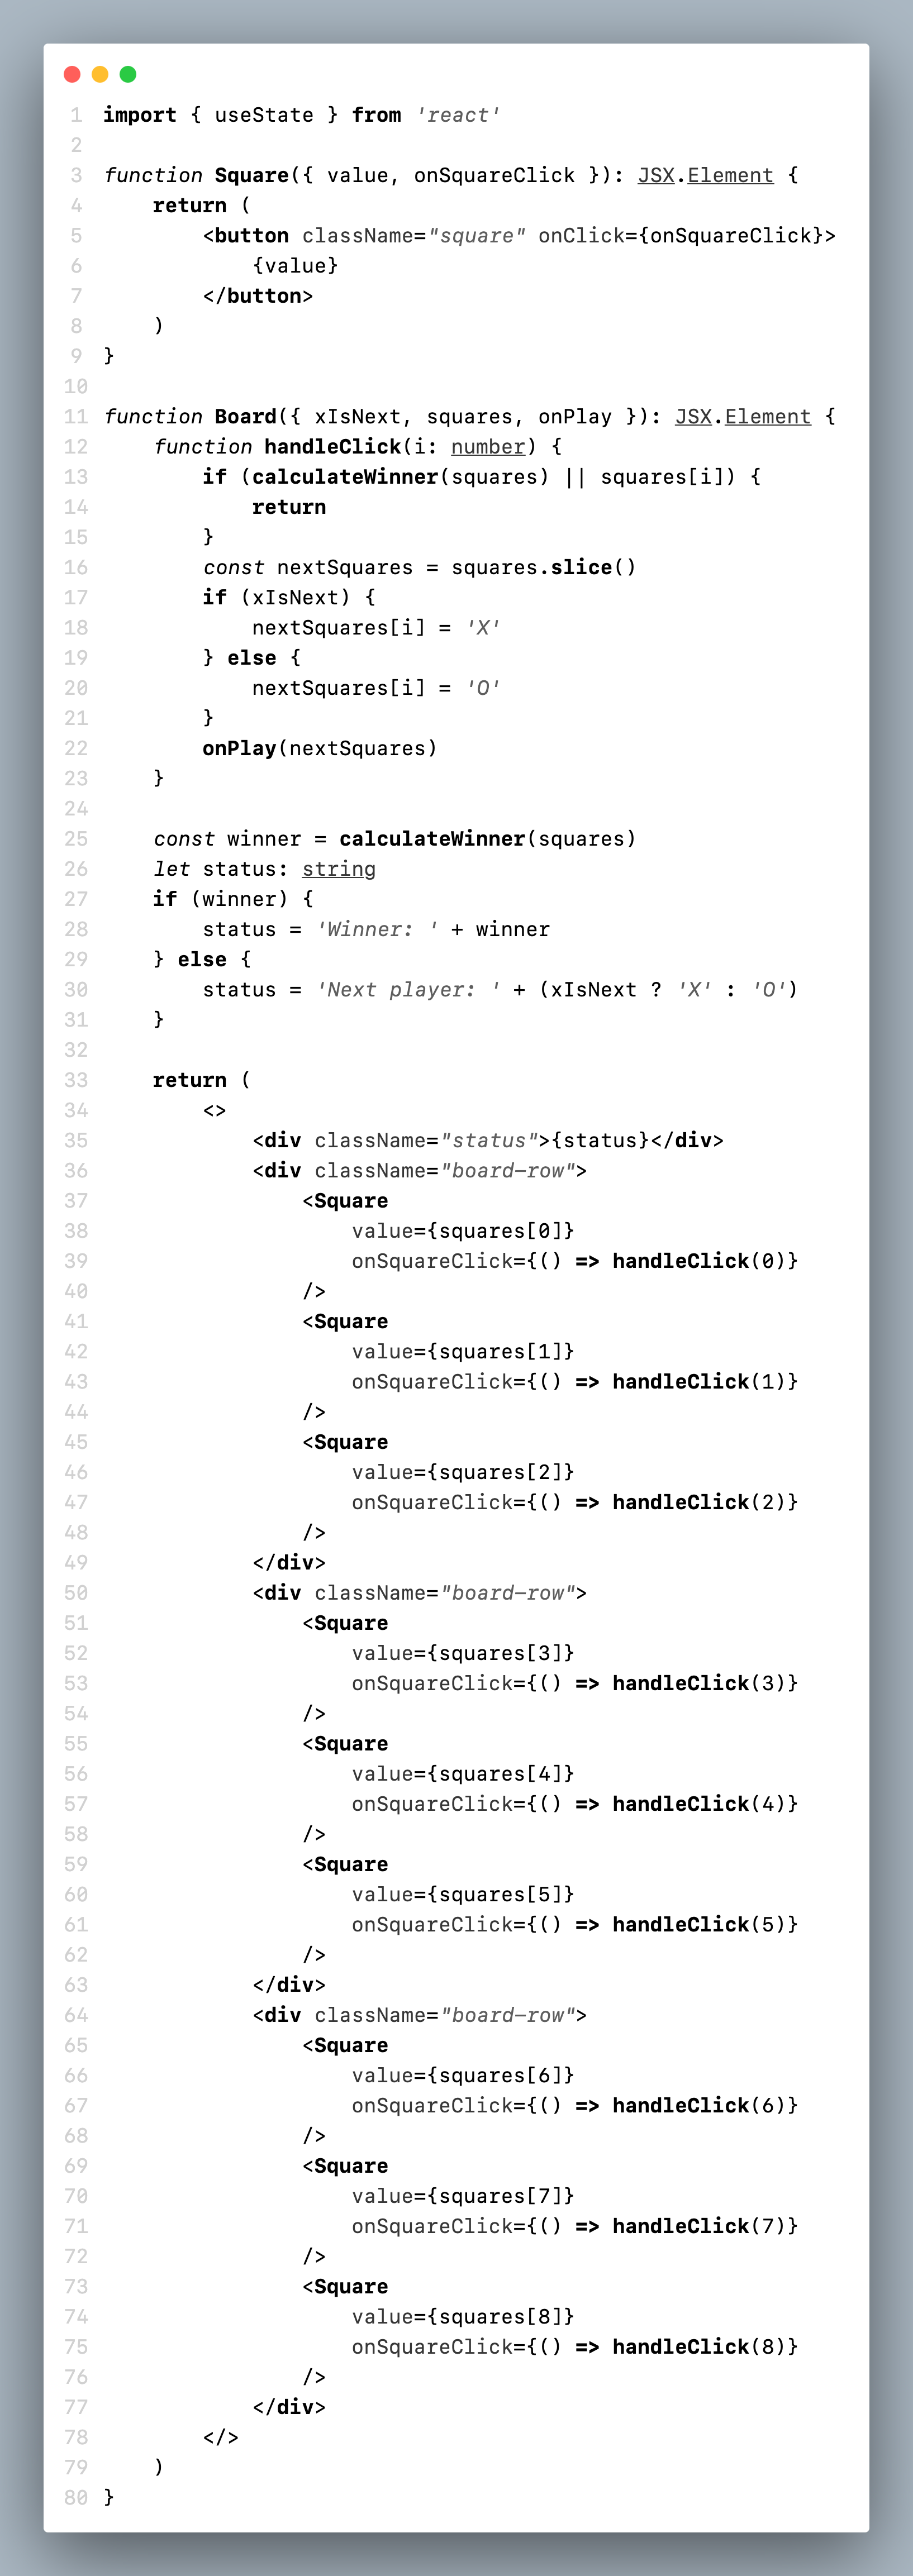 1 import { useState } from 'react'
2
3 function Square({ value, onSquareClick }): JSX.Element {
4     return (
5         <button className="square" onClick={onSquareClick}>
6             {value}
7         </button>
8     )
9 }
10
11 function Board({ xIsNext, squares, onPlay }): JSX.Element {
12     function handleClick(i: number) {
13         if (calculateWinner(squares) || squares[i]) {
14             return
15         }
16         const nextSquares = squares.slice()
17         if (xIsNext) {
18             nextSquares[i] = 'X'
19         } else {
20             nextSquares[i] = 'O'
21         }
22         onPlay(nextSquares)
23     }
24
25     const winner = calculateWinner(squares)
26     let status: string
27     if (winner) {
28         status = 'Winner: ' + winner
29     } else {
30         status = 'Next player: ' + (xIsNext ? 'X' : 'O')
31     }
32
33     return (
34         <>
35             <div className="status">{status}</div>
36             <div className="board-row">
37                 <Square
38                     value={squares[0]}
39                     onSquareClick={() => handleClick(0)}
40                 />
41                 <Square
42                     value={squares[1]}
43                     onSquareClick={() => handleClick(1)}
44                 />
45                 <Square
46                     value={squares[2]}
47                     onSquareClick={() => handleClick(2)}
48                 />
49             </div>
50             <div className="board-row">
51                 <Square
52                     value={squares[3]}
53                     onSquareClick={() => handleClick(3)}
54                 />
55                 <Square
56                     value={squares[4]}
57                     onSquareClick={() => handleClick(4)}
58                 />
59                 <Square
60                     value={squares[5]}
61                     onSquareClick={() => handleClick(5)}
62                 />
63             </div>
64             <div className="board-row">
65                 <Square
66                     value={squares[6]}
67                     onSquareClick={() => handleClick(6)}
68                 />
69                 <Square
70                     value={squares[7]}
71                     onSquareClick={() => handleClick(7)}
72                 />
73                 <Square
74                     value={squares[8]}
75                     onSquareClick={() => handleClick(8)}
76                 />
77             </div>
78         </>
79     )
80 }